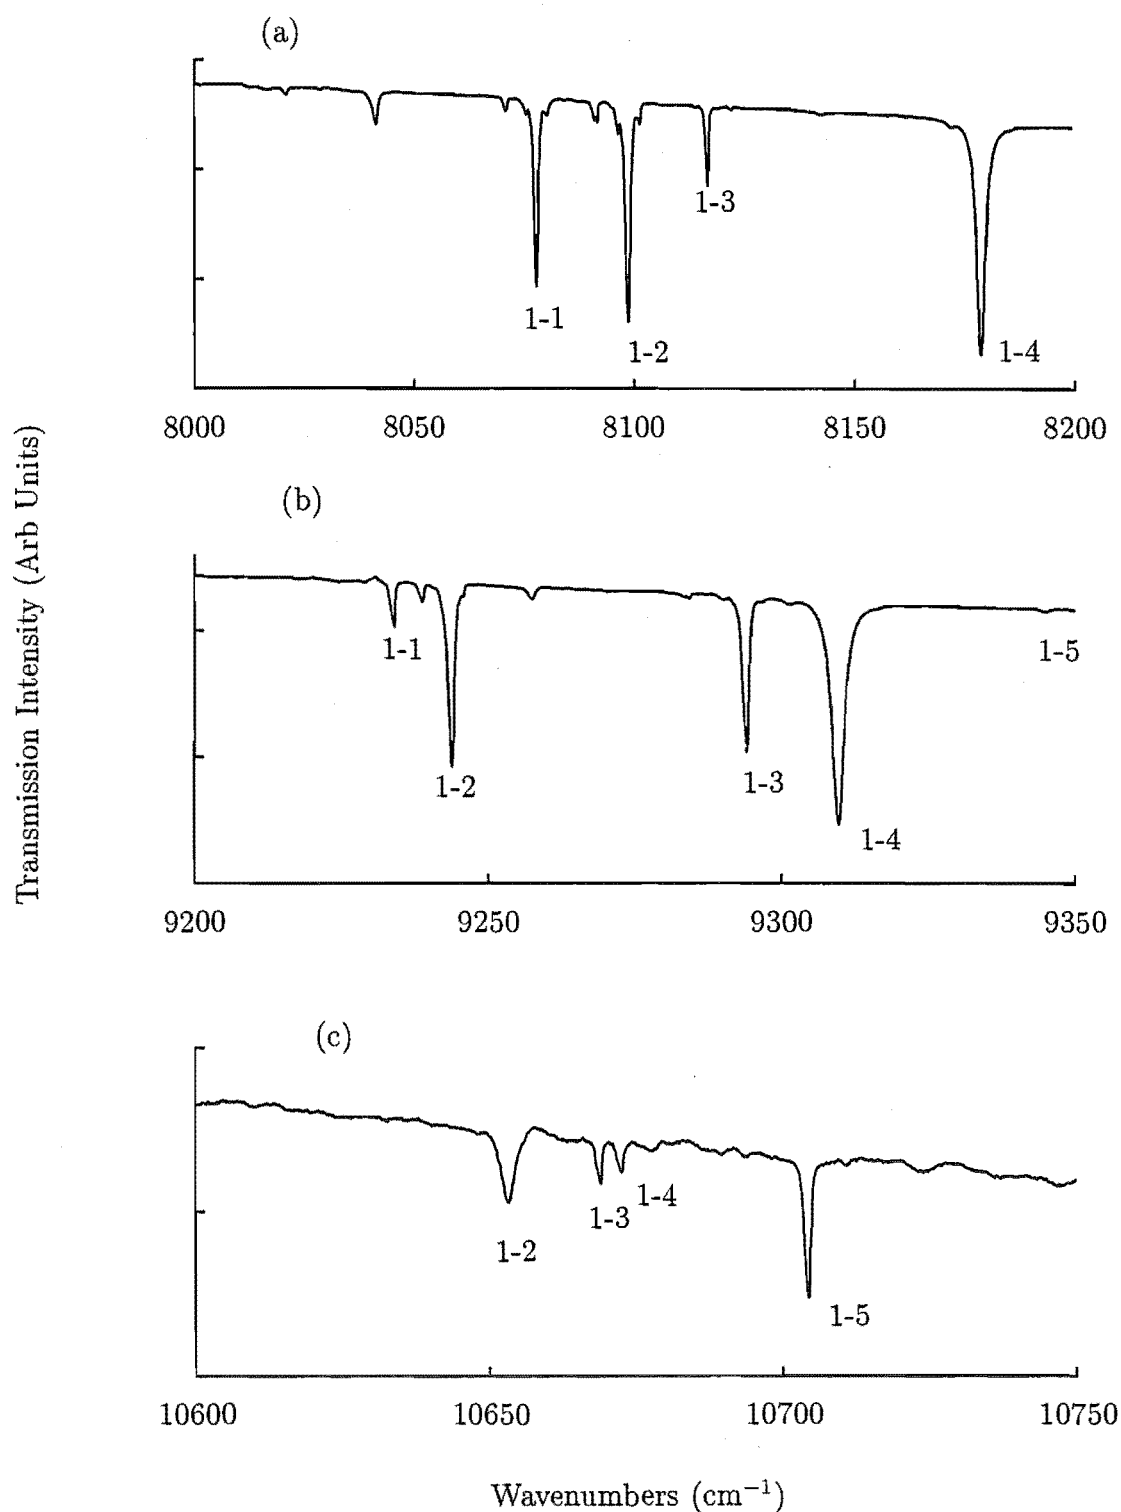 (a)
1-1
1-2
1-3
1-4
8000 8050 8100 8150 8200
(b)
1-1
1-2
1-3
1-4
1-5
9200 9250 9300 9350
(c)
1-2
1-3
1-4
1-5
10600 10650 10700 10750
Transmission Intensity (Arb Units)
Wavenumbers (cm⁻¹)